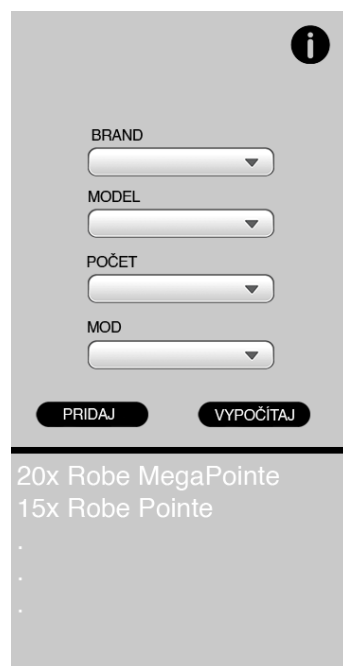 i
BRAND
MODEL
POČET
MOD
PRIDAJ
VYPOČÍTAJ
20x Robe MegaPointe
15x Robe Pointe
.
.
.